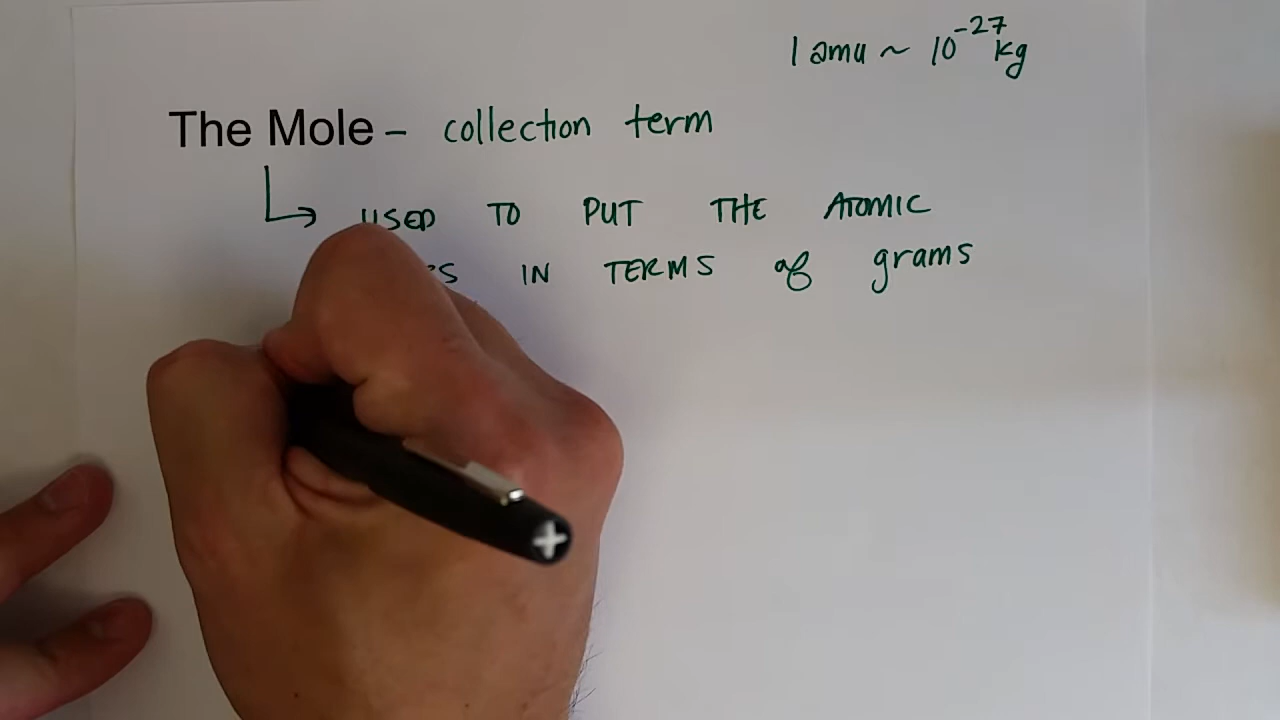 1 amu ~ 10⁻²⁷ kg
The Mole - collection term
↳ USED TO PUT THE ATOMIC
IN TERMS of grams